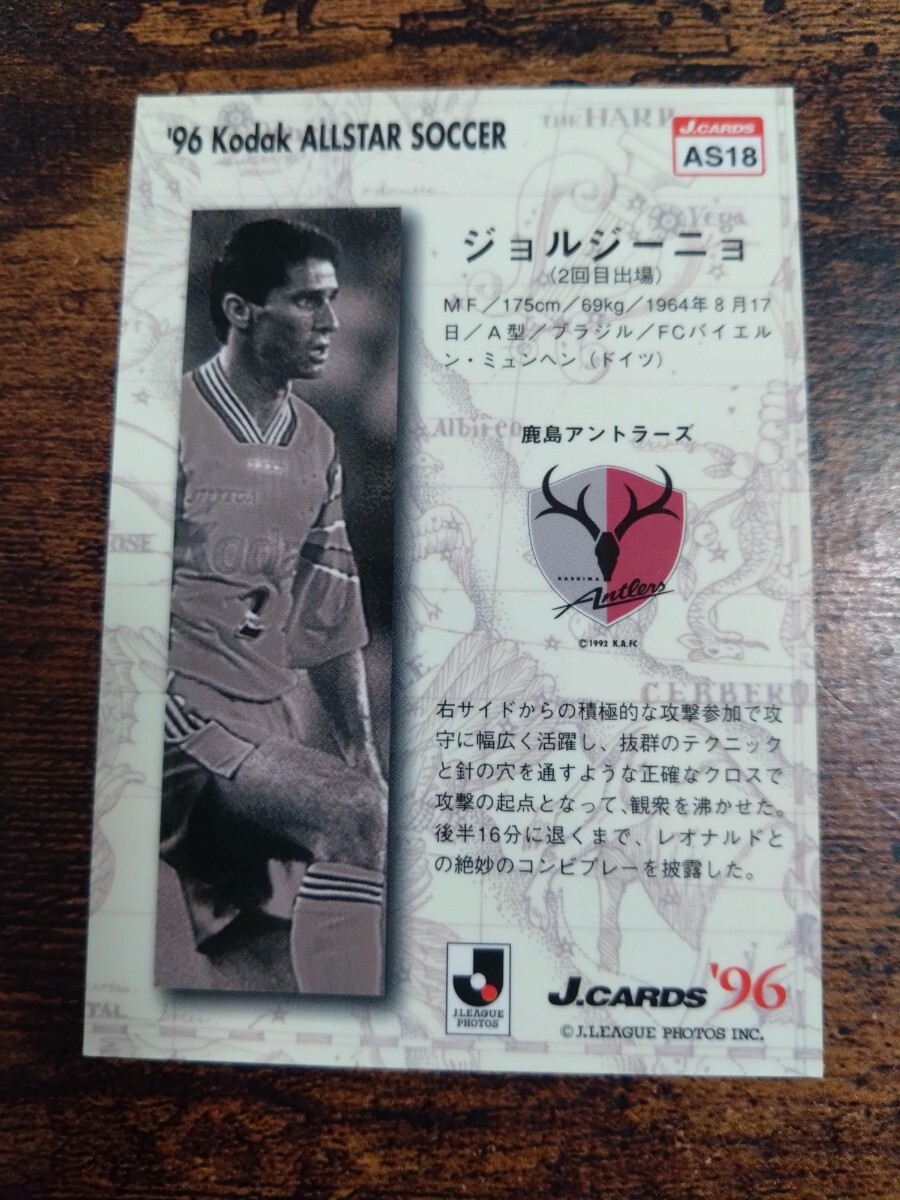 '96 Kodak ALLSTAR SOCCER
J.CARDS
AS18
ジョルジーニョ
(2回目出場)
MF/175cm/69kg/1964年8月17
日/A型/ブラジル/FCバイエル
ン・ミュンヘン(ドイツ)
鹿島アントラーズ
KASHIMA
Antlers
©1992 K.A.FC
右サイドからの積極的な攻撃参加で攻
守に幅広く活躍し、抜群のテクニック
と針の穴を通すような正確なクロスで
攻撃の起点となって、観衆を沸かせた。
後半16分に退くまで、レオナルドと
の絶妙のコンビプレーを披露した。
J.LEAGUE
PHOTOS
J.CARDS '96
©J.LEAGUE PHOTOS INC.
THE HARP
Vega
Albireo
CERBERU